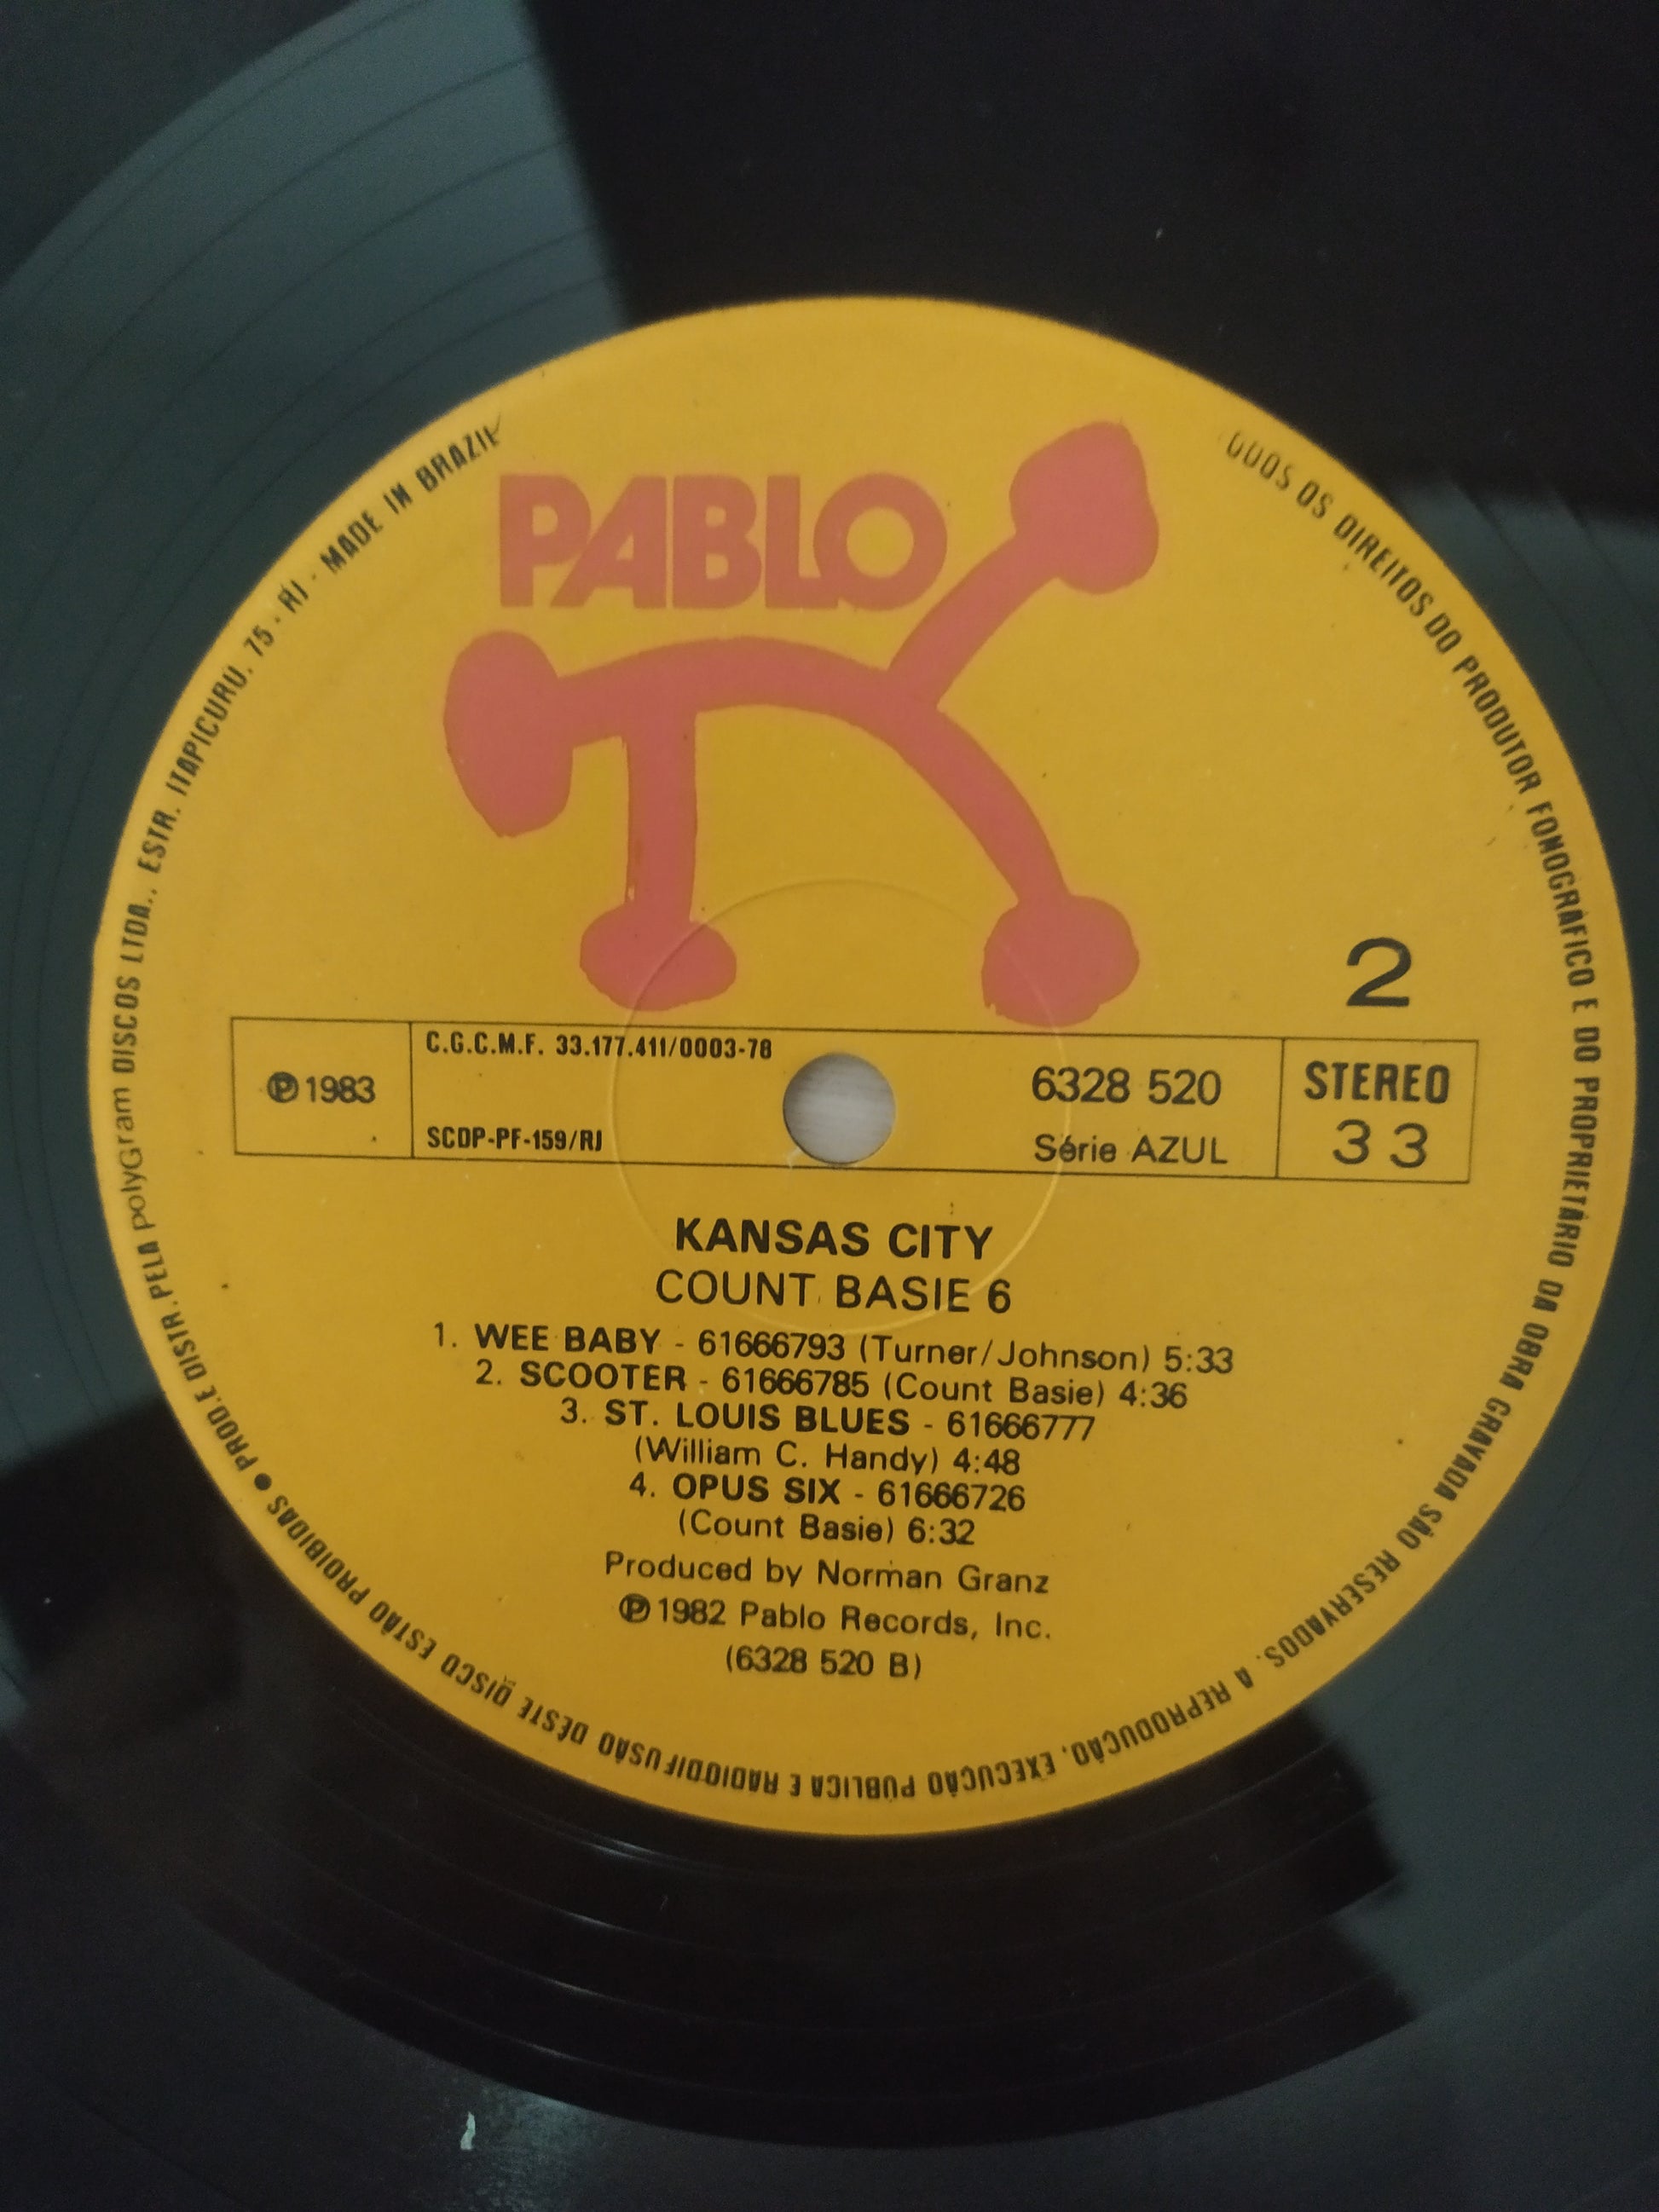 PABLO
2
℗ 1983
C.G.C.M.F. 33.177.411/0003-78
SCDP-PF-159/RJ
6328 520
Série AZUL
STEREO
33
KANSAS CITY
COUNT BASIE 6
1. WEE BABY - 61666793 (Turner/Johnson) 5:33
2. SCOOTER - 61666785 (Count Basie) 4:36
3. ST. LOUIS BLUES - 61666777
(William C. Handy) 4:48
4. OPUS SIX - 61666726
(Count Basie) 6:32
Produced by Norman Granz
℗ 1982 Pablo Records, Inc.
(6328 520 B)
OS DIREITOS DO PRODUTOR FONOGRÁFICO E DO PROPRIETÁRIO DA OBRA GRAVADA SÃO RESERVADOS. A REPRODUÇÃO, EXECUÇÃO PÚBLICA E RADIODIFUSÃO DÊSTE DISCO ESTÃO PROIBIDAS ● PROD. E DISTR. PELA polyGram DISCOS LTDA., ESTR. ITAPICURU, 75 - RJ - MADE IN BRAZIL